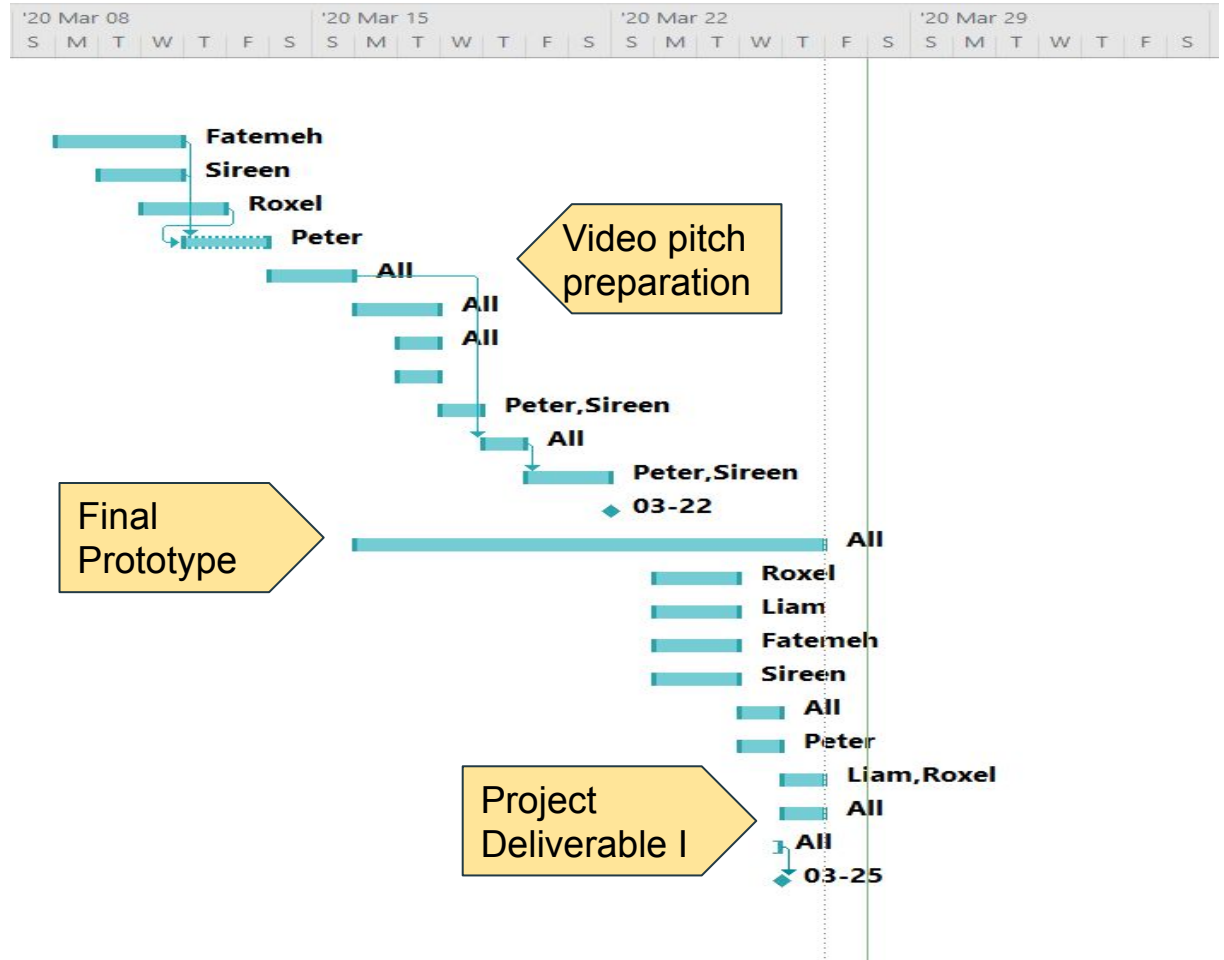 '20 Mar 08 '20 Mar 15 '20 Mar 22 '20 Mar 29
S M T W T F S S M T W T F S S M T W T F S S M T W T F S
Fatemeh
Sireen
Roxel
Peter
Video pitch
preparation
All
All
All
Peter,Sireen
All
Peter,Sireen
03-22
Final
Prototype
All
Roxel
Liam
Fatemeh
Sireen
All
Peter
Liam,Roxel
Project
Deliverable I
All
All
03-25